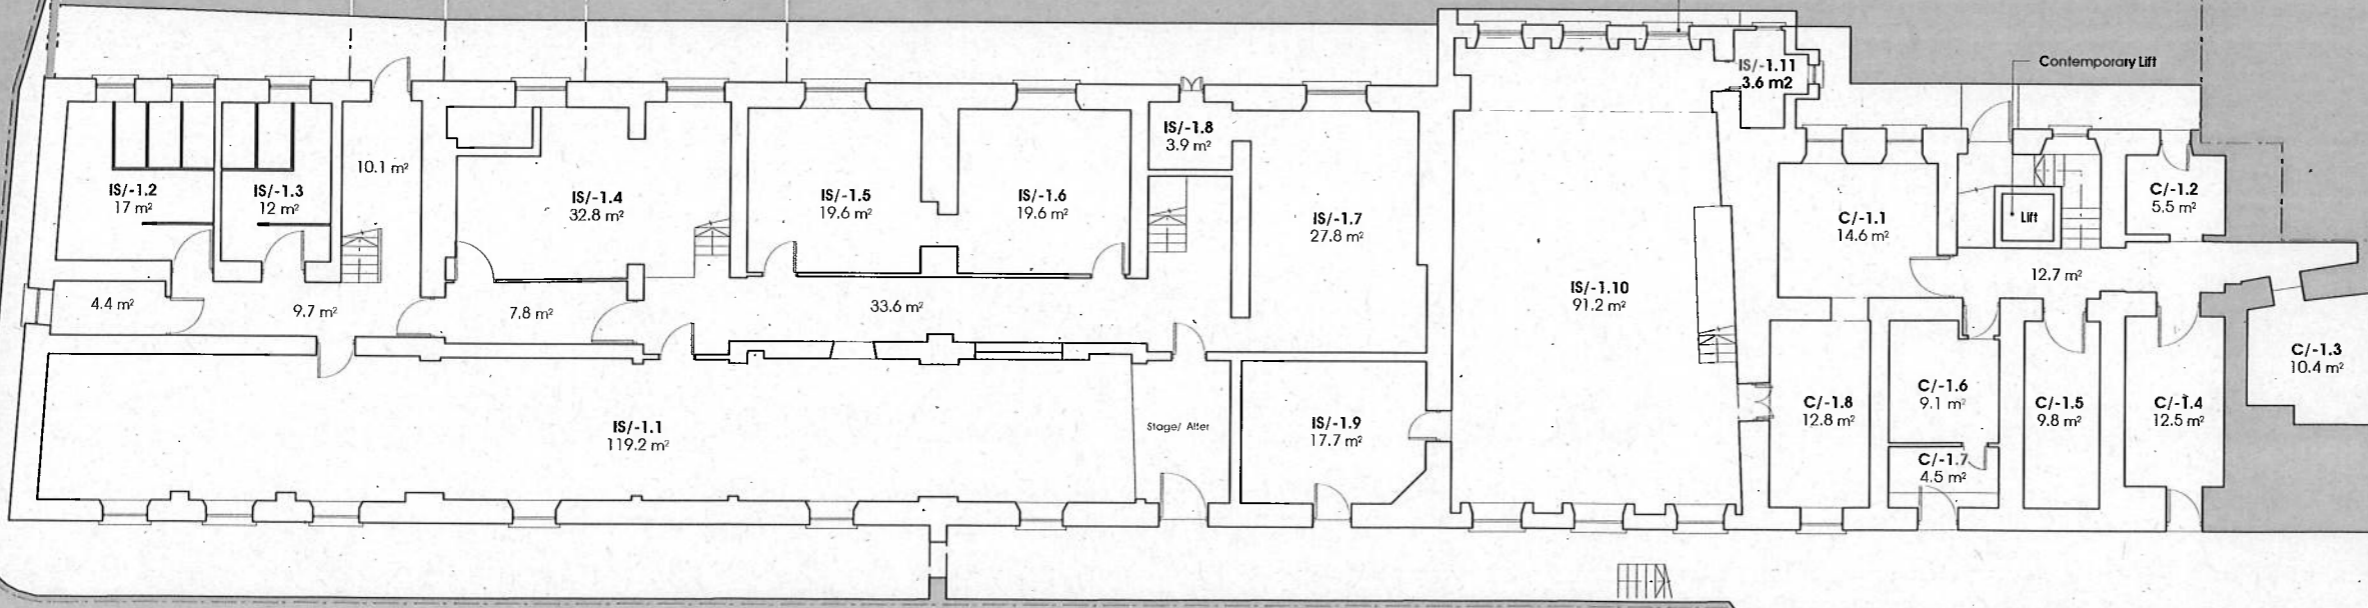 Contemporary Lift
IS/-1.11
3.6 m2
IS/-1.8
3.9 m²
10.1 m²
IS/-1.2
17 m²
IS/-1.3
12 m²
IS/-1.4
32.8 m²
IS/-1.5
19.6 m²
IS/-1.6
19.6 m²
IS/-1.7
27.8 m²
C/-1.1
14.6 m²
Lift
C/-1.2
5.5 m²
4.4 m²
9.7 m²
7.8 m²
33.6 m²
IS/-1.10
91.2 m²
12.7 m²
C/-1.3
10.4 m²
IS/-1.1
119.2 m²
Stage/ Alter
IS/-1.9
17.7 m²
C/-1.8
12.8 m²
C/-1.6
9.1 m²
C/-1.5
9.8 m²
C/-1.4
12.5 m²
C/-1.7
4.5 m²